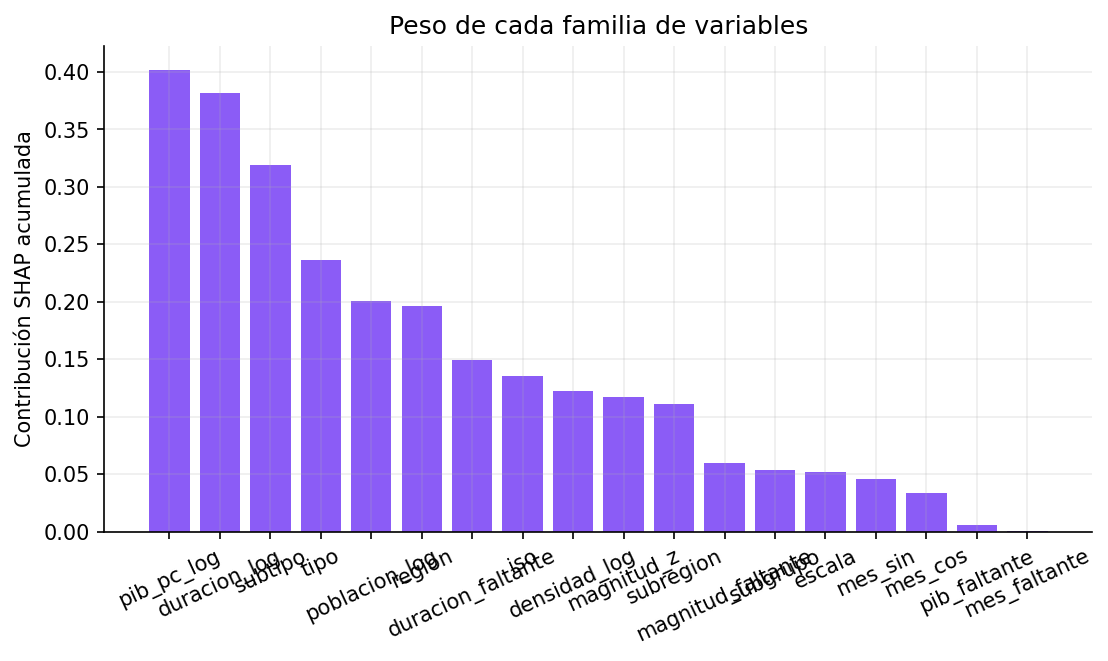 Peso de cada familia de variables
Contribución SHAP acumulada
0.40
0.35
0.30
0.25
0.20
0.15
0.10
0.05
0.00
pib_pc_log
duracion_log
subtipo
tipo
poblacion_log
region
duracion_faltante
iso
densidad_log
magnitud_z
subregion
magnitud_faltante
subgrupo
escala
mes_sin
mes_cos
pib_faltante
mes_faltante